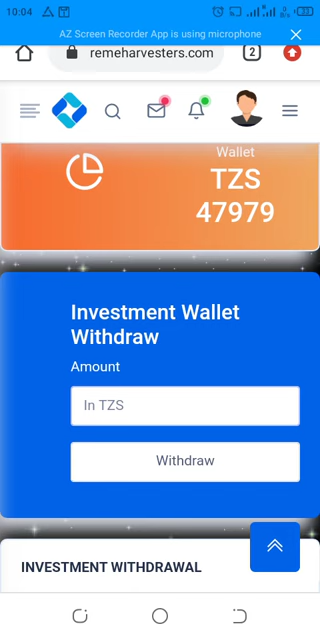 10:04
AZ Screen Recorder App is using microphone
remeharvesters.com
2
Wallet
TZS
47979
Investment Wallet
Withdraw
Amount
In TZS
Withdraw
INVESTMENT WITHDRAWAL